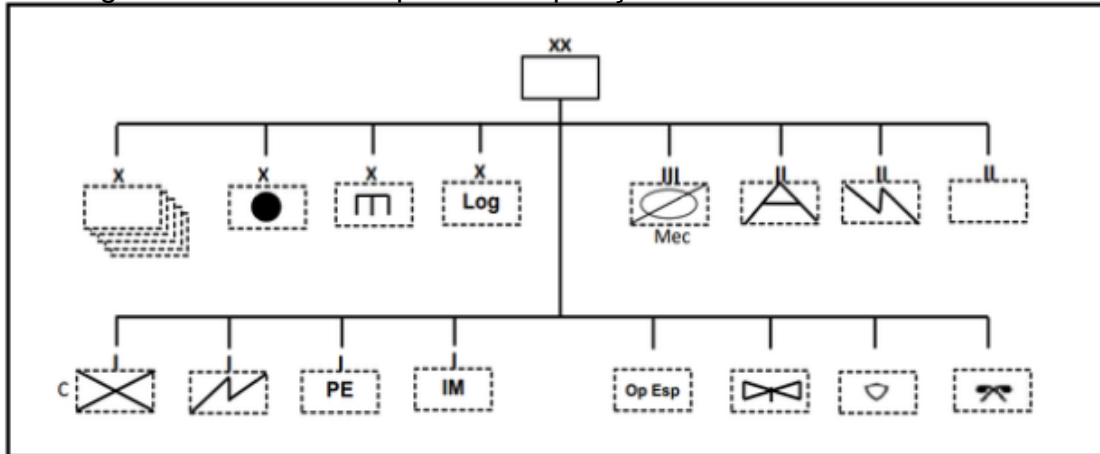 XX
X X X X III II II II
Log
Mec
I I I I
C PE IM Op Esp